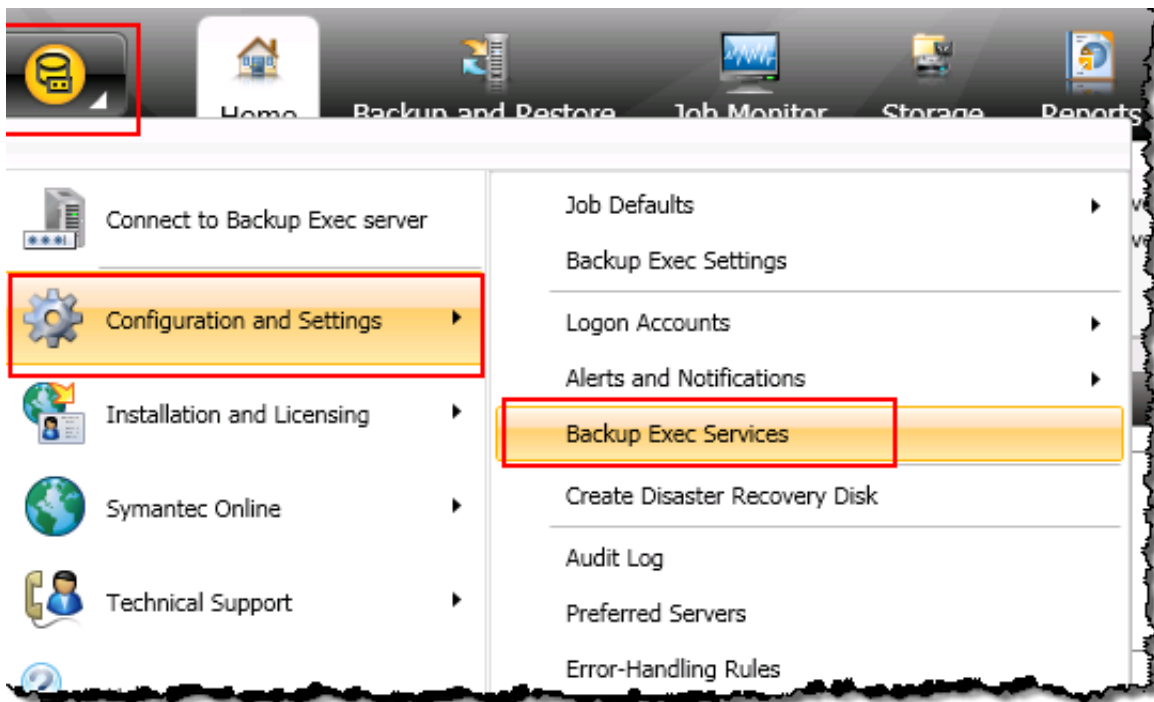 Home
Backup and Restore
Job Monitor
Storage
Reports
Connect to Backup Exec server
Configuration and Settings
Installation and Licensing
Symantec Online
Technical Support
Job Defaults
Backup Exec Settings
Logon Accounts
Alerts and Notifications
Backup Exec Services
Create Disaster Recovery Disk
Audit Log
Preferred Servers
Error-Handling Rules